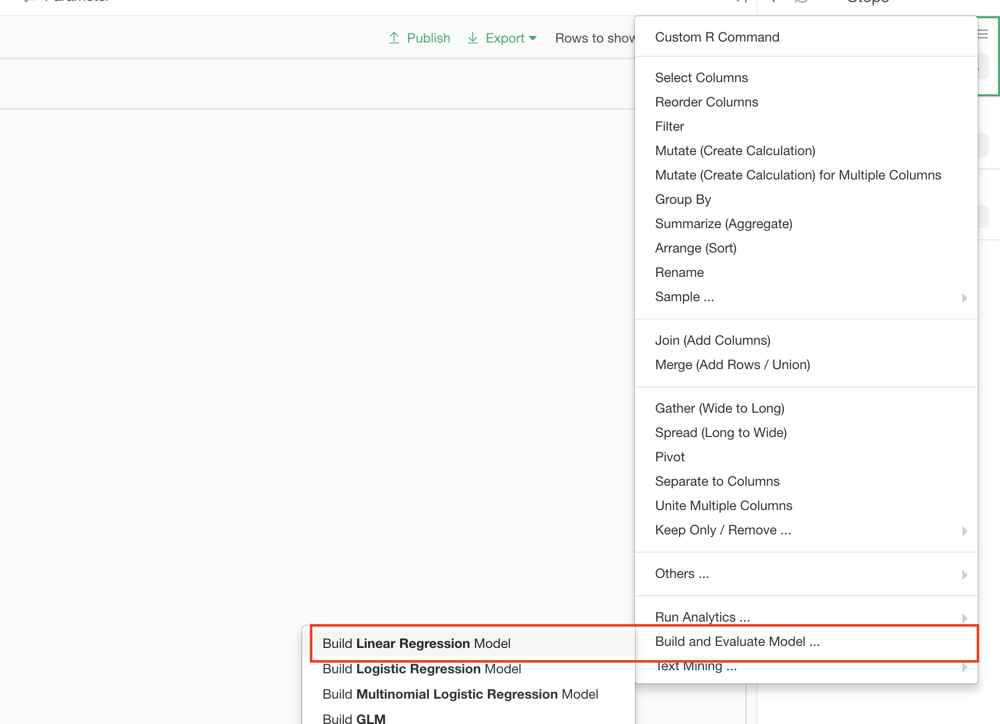 Parameter
Steps
Publish
Export
Rows to show
Custom R Command
Select Columns
Reorder Columns
Filter
Mutate (Create Calculation)
Mutate (Create Calculation) for Multiple Columns
Group By
Summarize (Aggregate)
Arrange (Sort)
Rename
Sample ...
Join (Add Columns)
Merge (Add Rows / Union)
Gather (Wide to Long)
Spread (Long to Wide)
Pivot
Separate to Columns
Unite Multiple Columns
Keep Only / Remove ...
Others ...
Run Analytics ...
Build and Evaluate Model ...
Text Mining ...
Build Linear Regression Model
Build Logistic Regression Model
Build Multinomial Logistic Regression Model
Build GLM